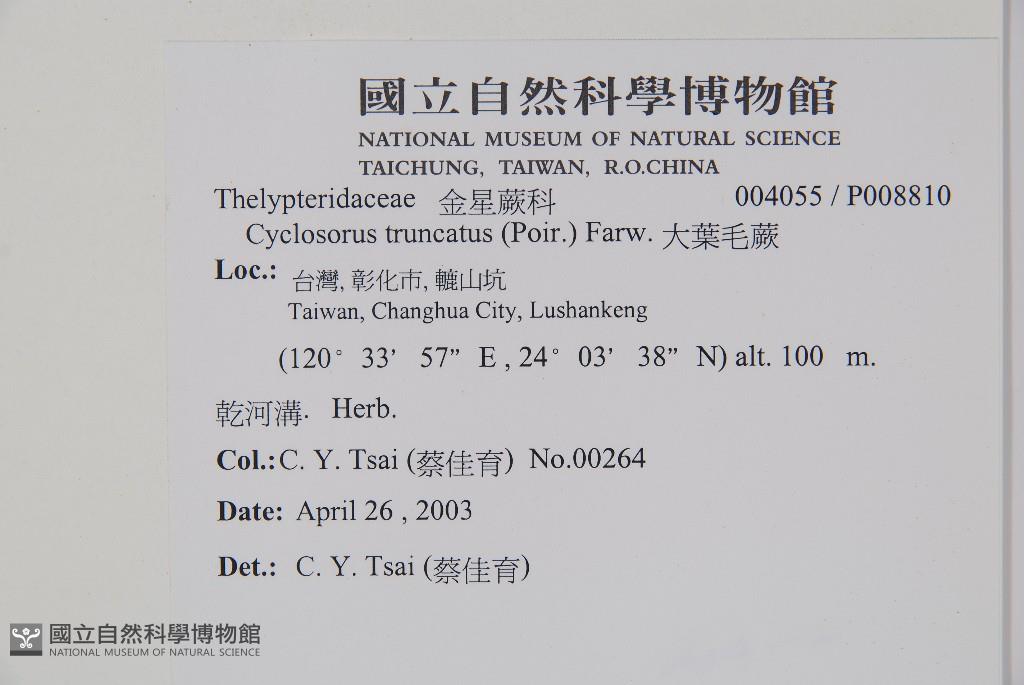 國立自然科學博物館
NATIONAL MUSEUM OF NATURAL SCIENCE
TAICHUNG, TAIWAN, R.O.CHINA
Thelypteridaceae 金星蕨科 004055 / P008810
Cyclosorus truncatus (Poir.) Farw. 大葉毛蕨
Loc.: 台灣, 彰化市, 轆山坑
Taiwan, Changhua City, Lushankeng
(120° 33’ 57” E , 24° 03’ 38” N) alt. 100 m.
乾河溝. Herb.
Col.: C. Y. Tsai (蔡佳育) No.00264
Date: April 26 , 2003
Det.: C. Y. Tsai (蔡佳育)
國立自然科學博物館
NATIONAL MUSEUM OF NATURAL SCIENCE